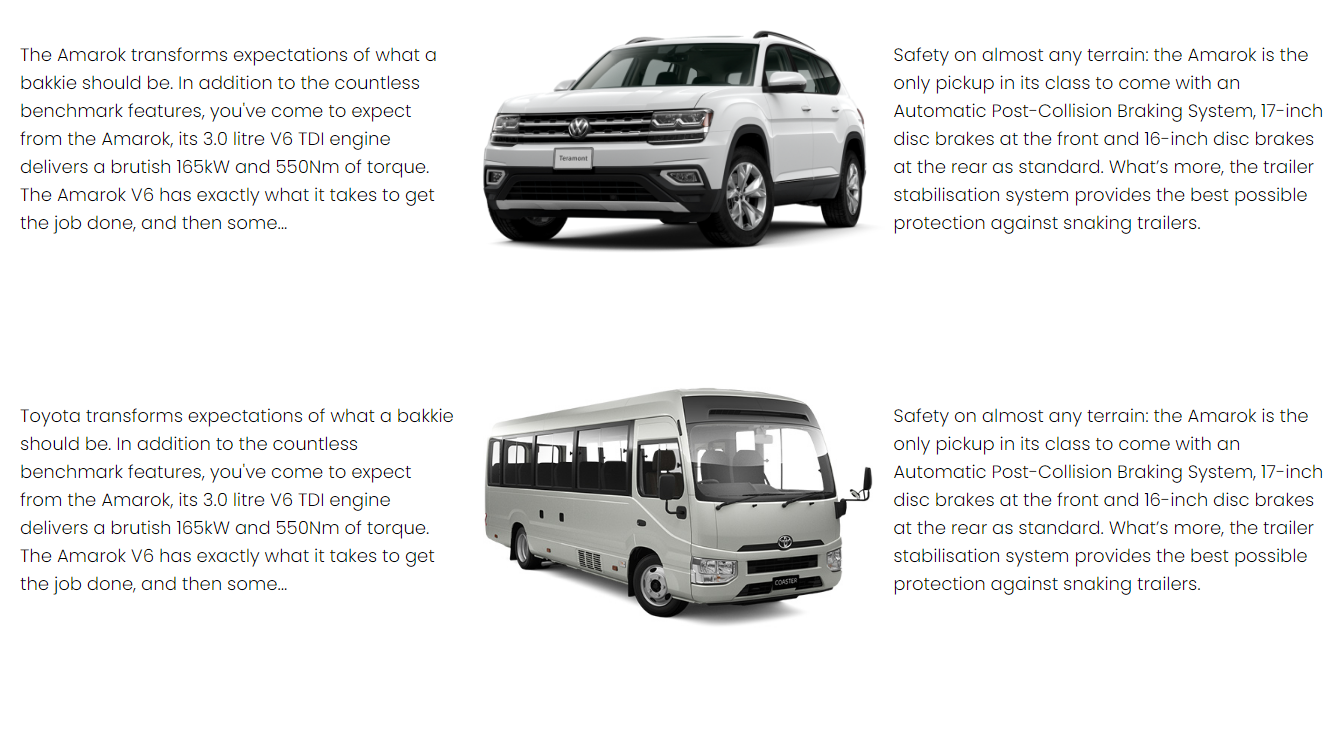 The Amarok transforms expectations of what a
bakkie should be. In addition to the countless
benchmark features, you've come to expect
from the Amarok, its 3.0 litre V6 TDI engine
delivers a brutish 165kW and 550Nm of torque.
The Amarok V6 has exactly what it takes to get
the job done, and then some...
Teramont
Safety on almost any terrain: the Amarok is the
only pickup in its class to come with an
Automatic Post-Collision Braking System, 17-inch
disc brakes at the front and 16-inch disc brakes
at the rear as standard. What’s more, the trailer
stabilisation system provides the best possible
protection against snaking trailers.
Toyota transforms expectations of what a bakkie
should be. In addition to the countless
benchmark features, you've come to expect
from the Amarok, its 3.0 litre V6 TDI engine
delivers a brutish 165kW and 550Nm of torque.
The Amarok V6 has exactly what it takes to get
the job done, and then some...
COASTER
Safety on almost any terrain: the Amarok is the
only pickup in its class to come with an
Automatic Post-Collision Braking System, 17-inch
disc brakes at the front and 16-inch disc brakes
at the rear as standard. What’s more, the trailer
stabilisation system provides the best possible
protection against snaking trailers.